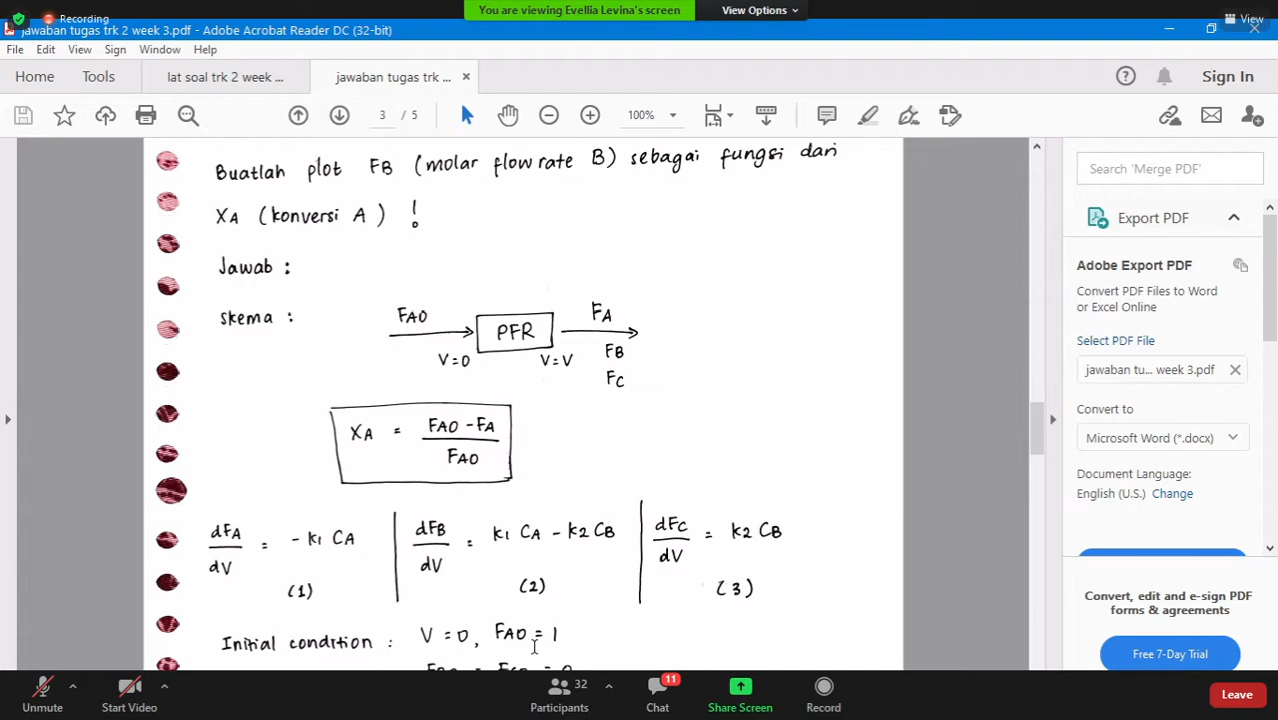 Recording
You are viewing Evellia Levina's screen
View Options
View
jawaban tugas trk 2 week 3.pdf - Adobe Acrobat Reader DC (32-bit)
File Edit View Sign Window Help
Home Tools lat soal trk 2 week ... jawaban tugas trk ... ×
Sign In
3 / 5 100%
Buatlah plot FB (molar flowrate B) sebagai fungsi dari
XA (konversi A) !
Jawab :
skema :
FAO PFR FA
V=0 V=V FB
FC
XA = FAO - FA
FAO
dFA = - k1 CA dFB = k1 CA - k2 CB dFC = k2 CB
dV dV dV
(1) (2) (3)
Initial condition : V = 0, FAO = 1
Search 'Merge PDF'
Export PDF
Adobe Export PDF
Convert PDF Files to Word
or Excel Online
Select PDF File
jawaban tu... week 3.pdf ×
Convert to
Microsoft Word (*.docx)
Document Language:
English (U.S.) Change
Convert, edit and e-sign PDF
forms & agreements
Free 7-Day Trial
Unmute
Start Video
32
Participants
11
Chat
Share Screen
Record
Leave